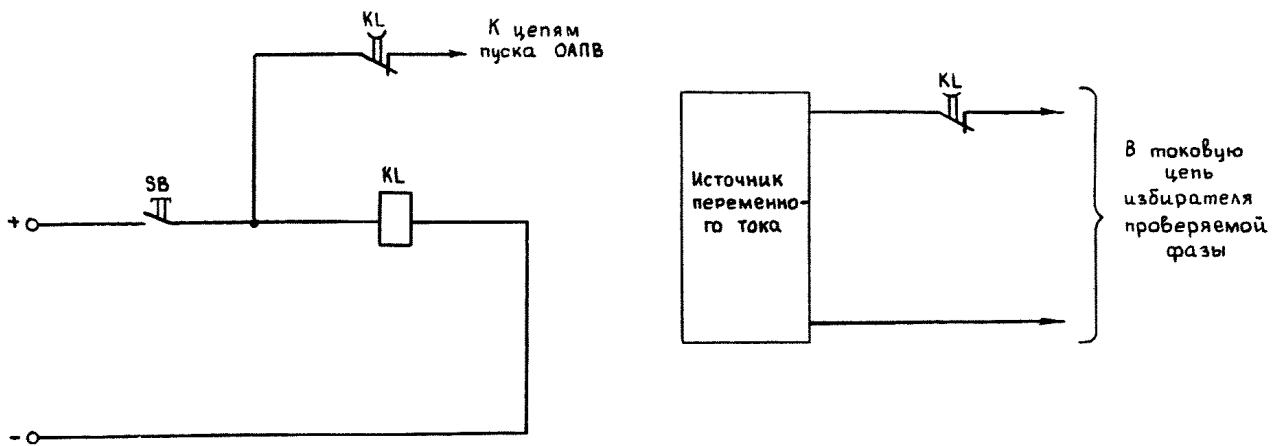 KL
К цепям
пуска ОАПВ
SB
KL
+
-
KL
Источник
переменно-
го тока
В токовую
цепь
избирателя
проверяемой
фазы